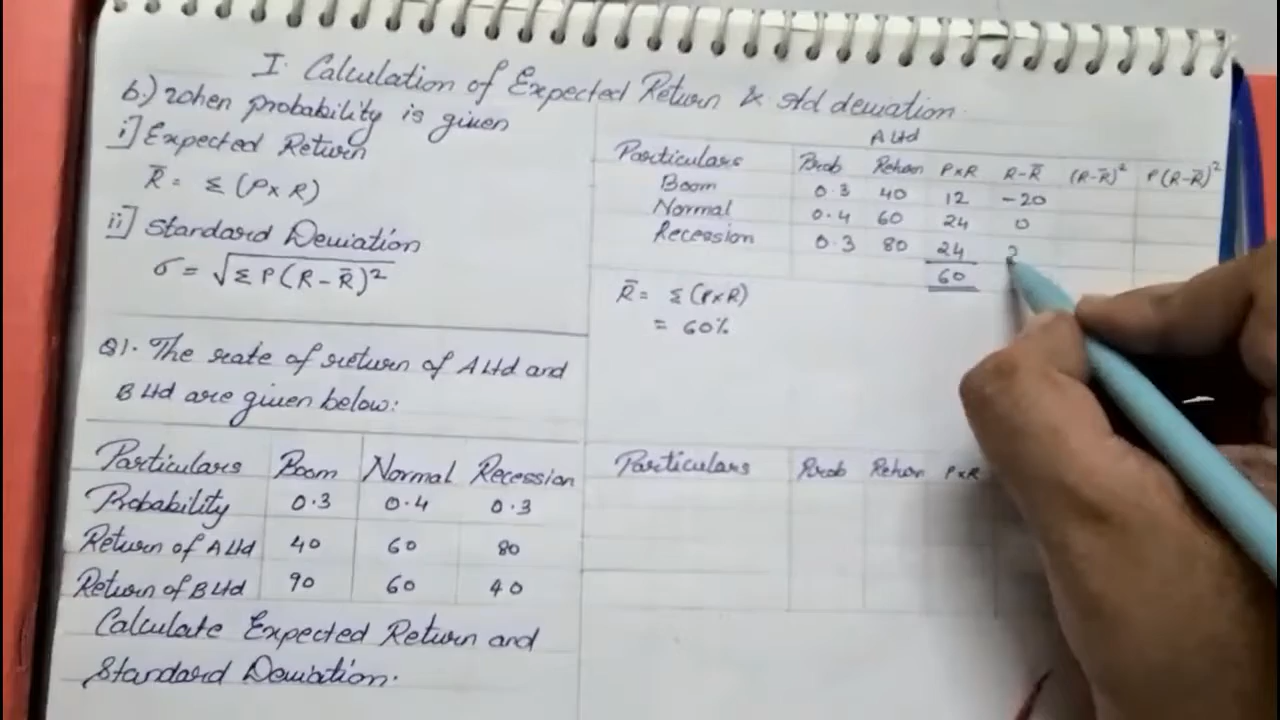 I. Calculation of Expected Return & std deviation.
b.) When probability is given
i] Expected Return
R̄ = Σ (P×R)
ii] Standard Deviation
σ = √Σ P(R-R̄)²
Q1. The rate of return of A Ltd and
B Ltd are given below:
Particulars Boom Normal Recession
Probability 0.3 0.4 0.3
Return of A Ltd 40 60 80
Return of B Ltd 90 60 40
Calculate Expected Return and
Standard Deviation.
A Ltd
Particulars Prob Return P×R R-R̄ (R-R̄)² P(R-R̄)²
Boom 0.3 40 12 -20
Normal 0.4 60 24 0
Recession 0.3 80 24
60
R̄ = Σ (P×R)
= 60%
Particulars Prob Return P×R